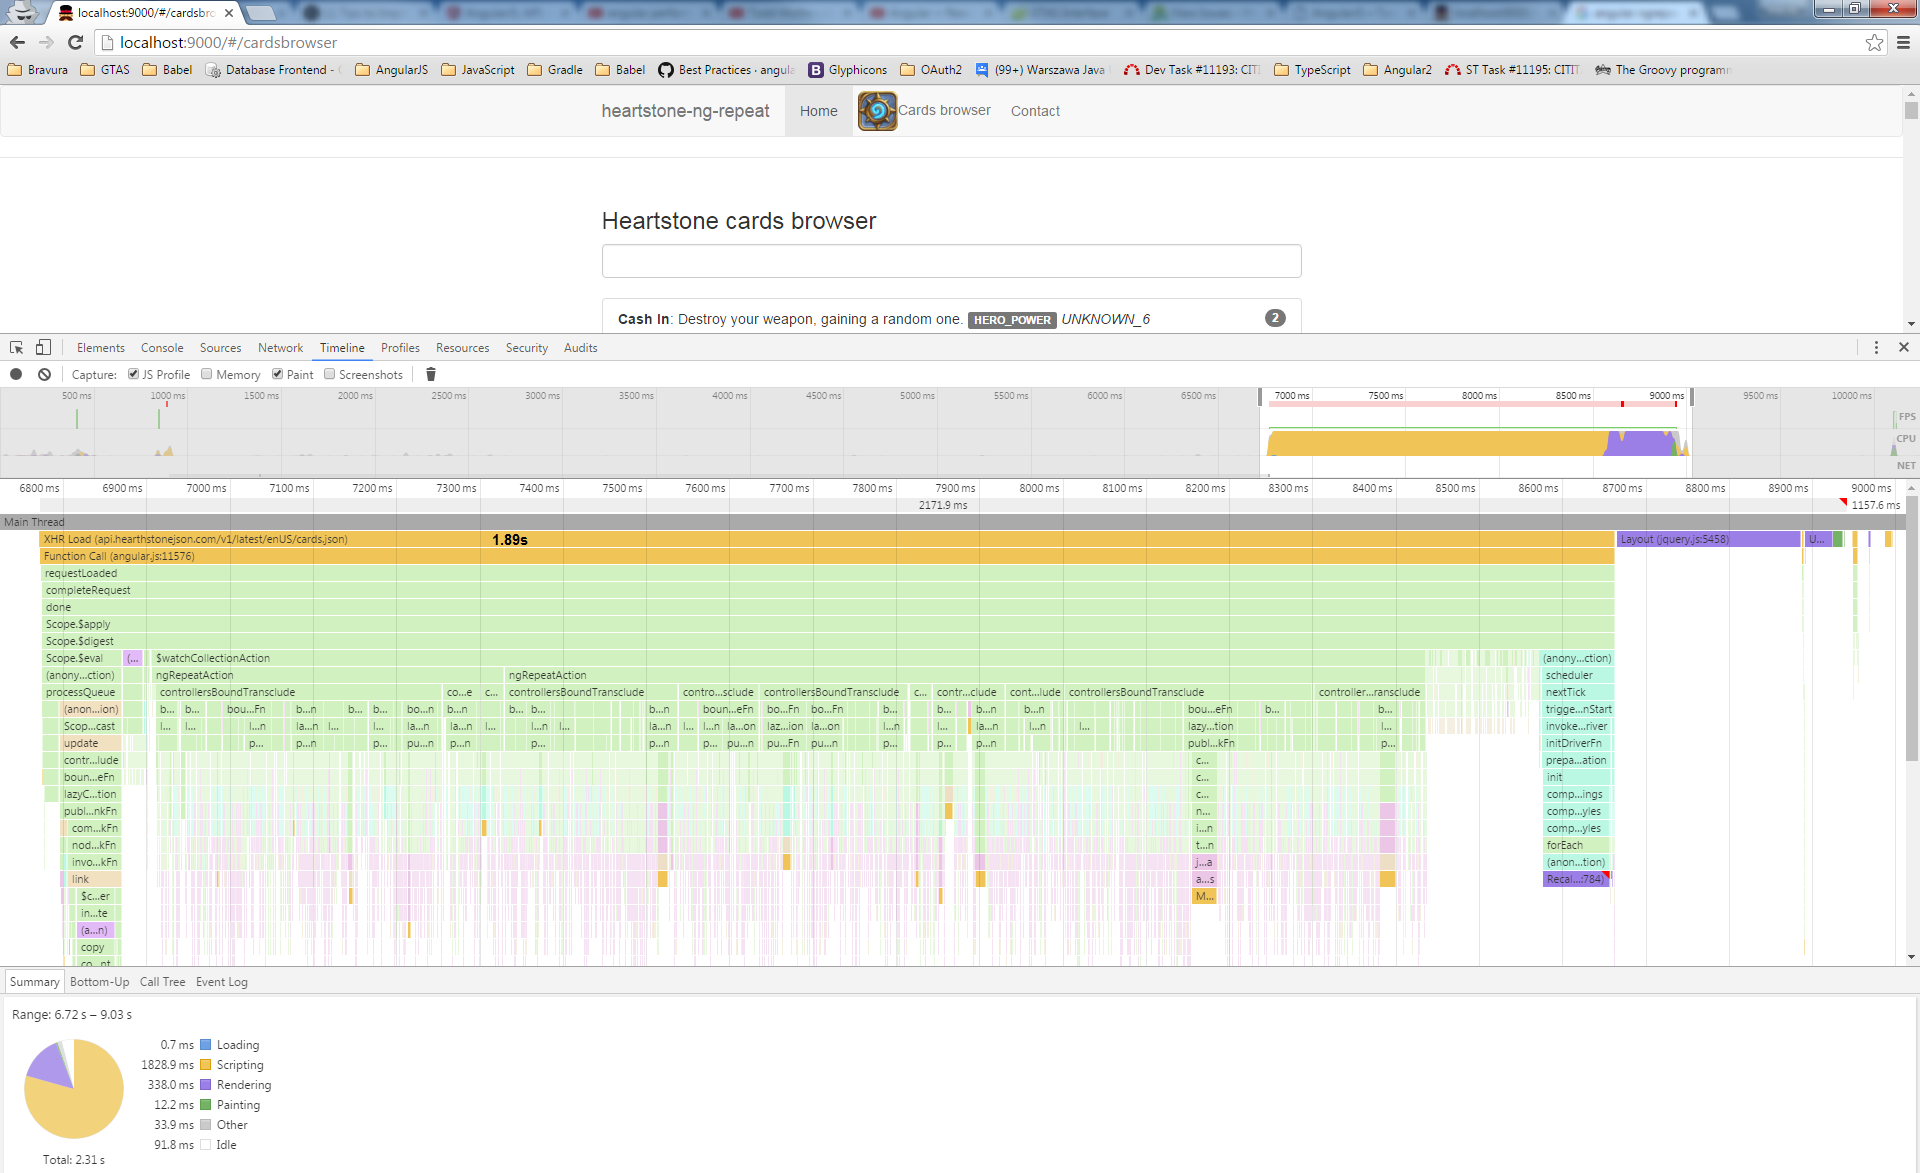 localhost:9000/#/cardsbro
localhost:9000/#/cardsbrowser
Bravura GTAS Babel Database Frontend - AngularJS JavaScript Gradle Babel Best Practices · angula Glyphicons OAuth2 (99+) Warszawa Java Dev Task #11193: CITI TypeScript Angular2 ST Task #11195: CITIT The Groovy programm
heartstone-ng-repeat Home Cards browser Contact
Heartstone cards browser
Cash In: Destroy your weapon, gaining a random one. HERO_POWER UNKNOWN_6 2
Elements Console Sources Network Timeline Profiles Resources Security Audits
Capture: JS Profile Memory Paint Screenshots
500 ms 1000 ms 1500 ms 2000 ms 2500 ms 3000 ms 3500 ms 4000 ms 4500 ms 5000 ms 5500 ms 6000 ms 6500 ms 7000 ms 7500 ms 8000 ms 8500 ms 9000 ms 9500 ms 10000 ms
FPS
CPU
NET
6800 ms 6900 ms 7000 ms 7100 ms 7200 ms 7300 ms 7400 ms 7500 ms 7600 ms 7700 ms 7800 ms 7900 ms 8000 ms 8100 ms 8200 ms 8300 ms 8400 ms 8500 ms 8600 ms 8700 ms 8800 ms 8900 ms 9000 ms
2171.9 ms 1157.6 ms
Main Thread
XHR Load (api.hearthstonejson.com/v1/latest/enUS/cards.json) 1.89s Layout (jquery.js:5458) U...
Function Call (angular.js:11576)
requestLoaded
completeRequest
done
Scope.$apply
Scope.$digest
Scope.$eval (... $watchCollectionAction (anony...ction)
(anony...ction) ngRepeatAction ngRepeatAction scheduler
processQueue controllersBoundTransclude co...e c... controllersBoundTransclude contro...sclude controllersBoundTransclude c... contr...clude cont...lude controllersBoundTransclude controller...ransclude nextTick
(anon...ion) b... b... bou...eFn b...n b... b... bo...n b...n b... b... b...n boun...eFn bo...Fn bo...Fn b... b... b...n b...n bou...eFn b... b... trigge...nStart
Scop...cast l... l...n la...n l... l... la...n la...n l... l...n l... la...n l... la...n la...on laz...ion la...on l...n l... la...n l...n l... lazy...tion l... invoke...river
update p... p...n p... pu...n p...n p... p...n p... pu...n pu...Fn pu...n p... p... p...n publ...kFn p... initDriverFn
contr...lude c... prepa...ation
boun...eFn c... init
lazyC...tion c... comp...ings
publ...nkFn n... comp...yles
com...kFn i...n comp...yles
nod...kFn t...n forEach
invo...kFn j...a (anon...tion)
link a...s Recal...:784)
$c...er M...
in...te
(a...n)
copy
co...nt
Summary Bottom-Up Call Tree Event Log
Range: 6.72 s – 9.03 s
0.7 ms Loading
1828.9 ms Scripting
338.0 ms Rendering
12.2 ms Painting
33.9 ms Other
91.8 ms Idle
Total: 2.31 s